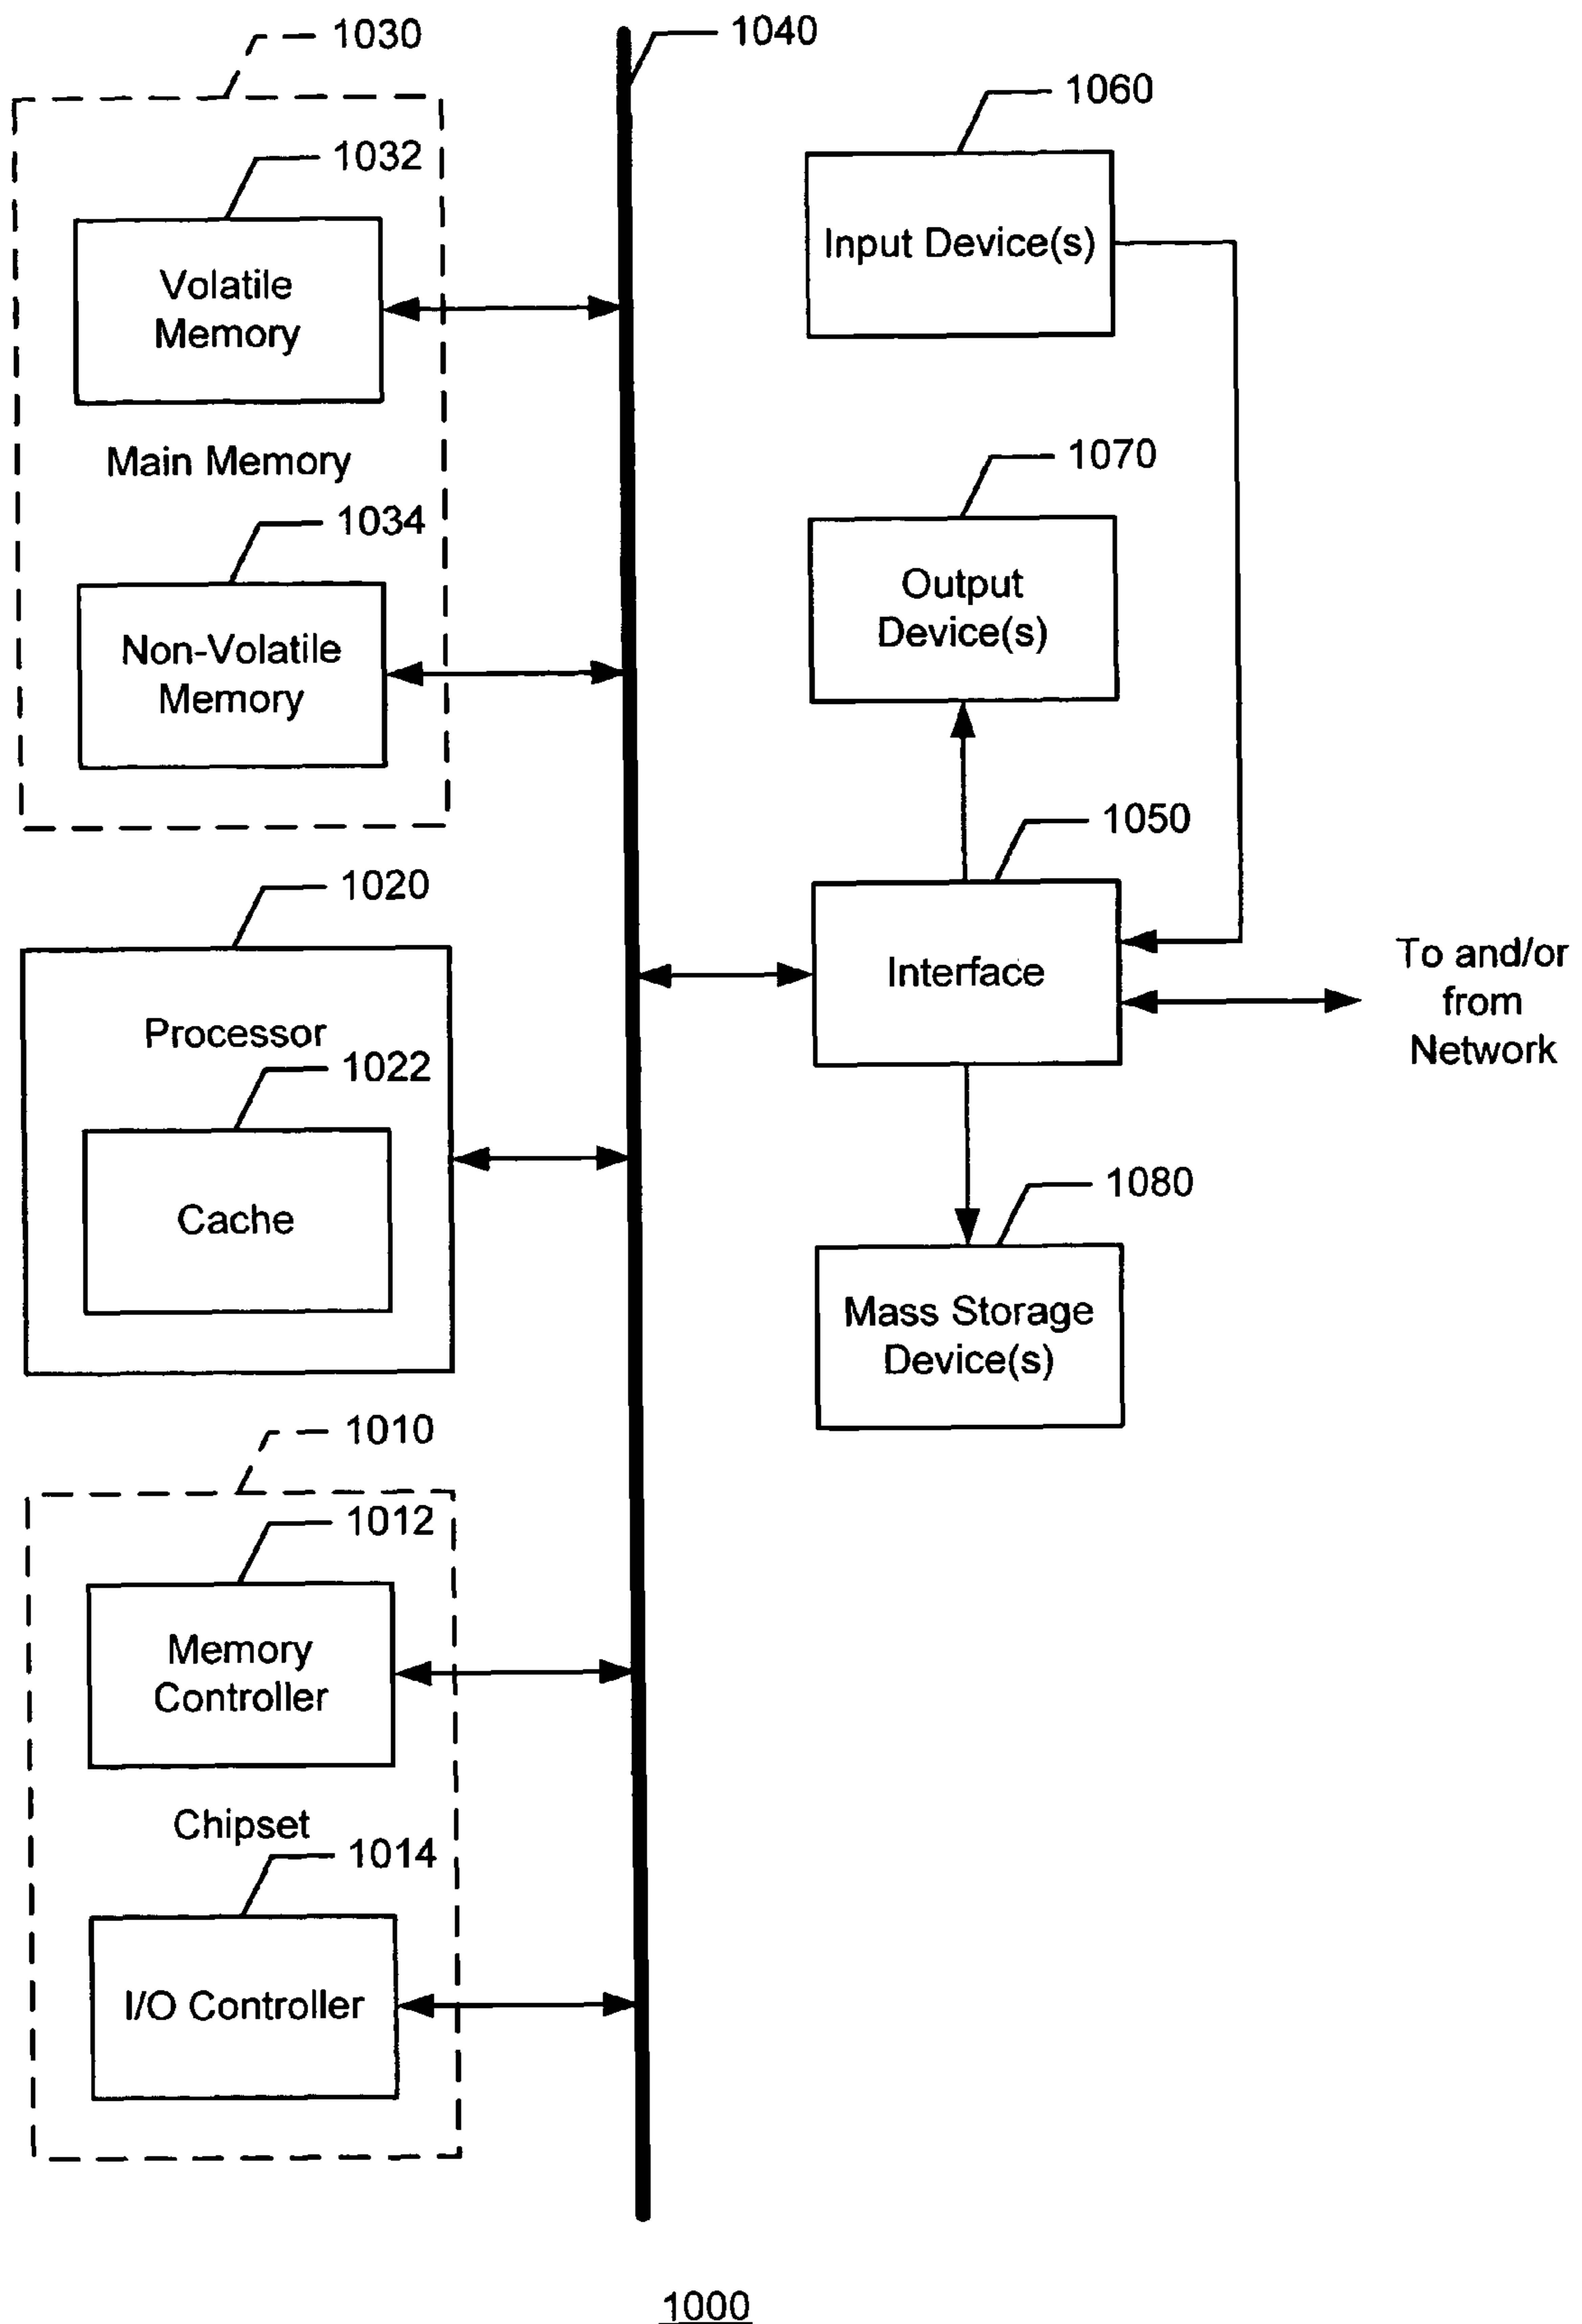 1030
1040
1060
1032
Input Device(s)
Volatile
Memory
Main Memory
1070
1034
Output
Device(s)
Non-Volatile
Memory
1050
1020
Interface
To and/or
from
Network
Processor
1022
1080
Cache
Mass Storage
Device(s)
1010
1012
Memory
Controller
Chipset
1014
I/O Controller
1000